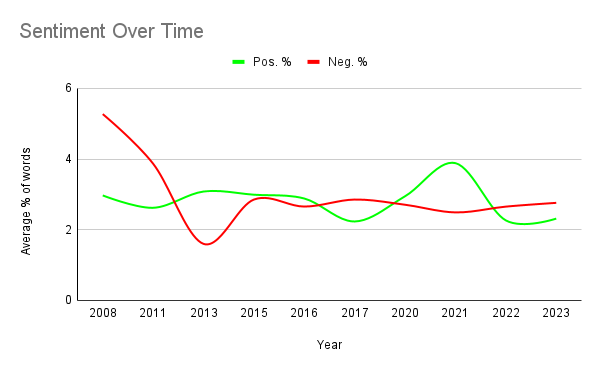 Sentiment Over Time
Pos. % Neg. %
6
4
2
0
Average % of words
2008 2011 2013 2015 2016 2017 2020 2021 2022 2023
Year